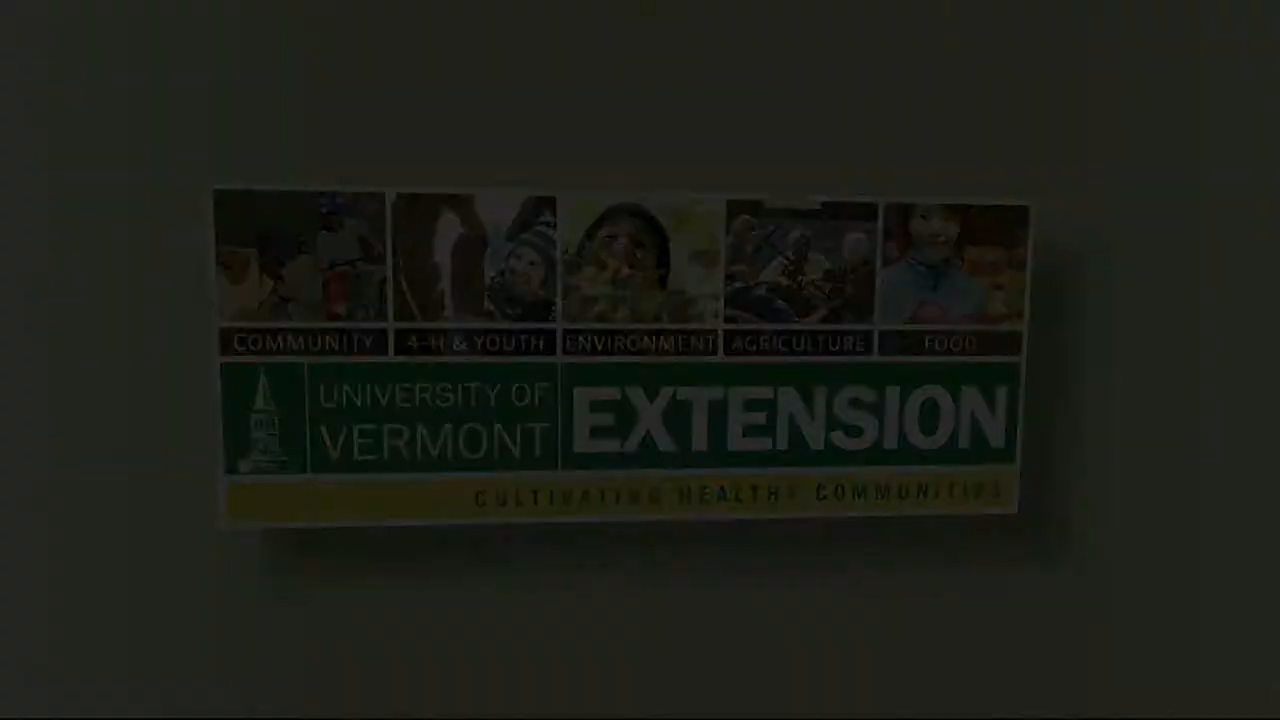 COMMUNITY
4-H & YOUTH
ENVIRONMENT
AGRICULTURE
FOOD
UNIVERSITY OF
VERMONT
EXTENSION
CULTIVATING HEALTHY COMMUNITIES